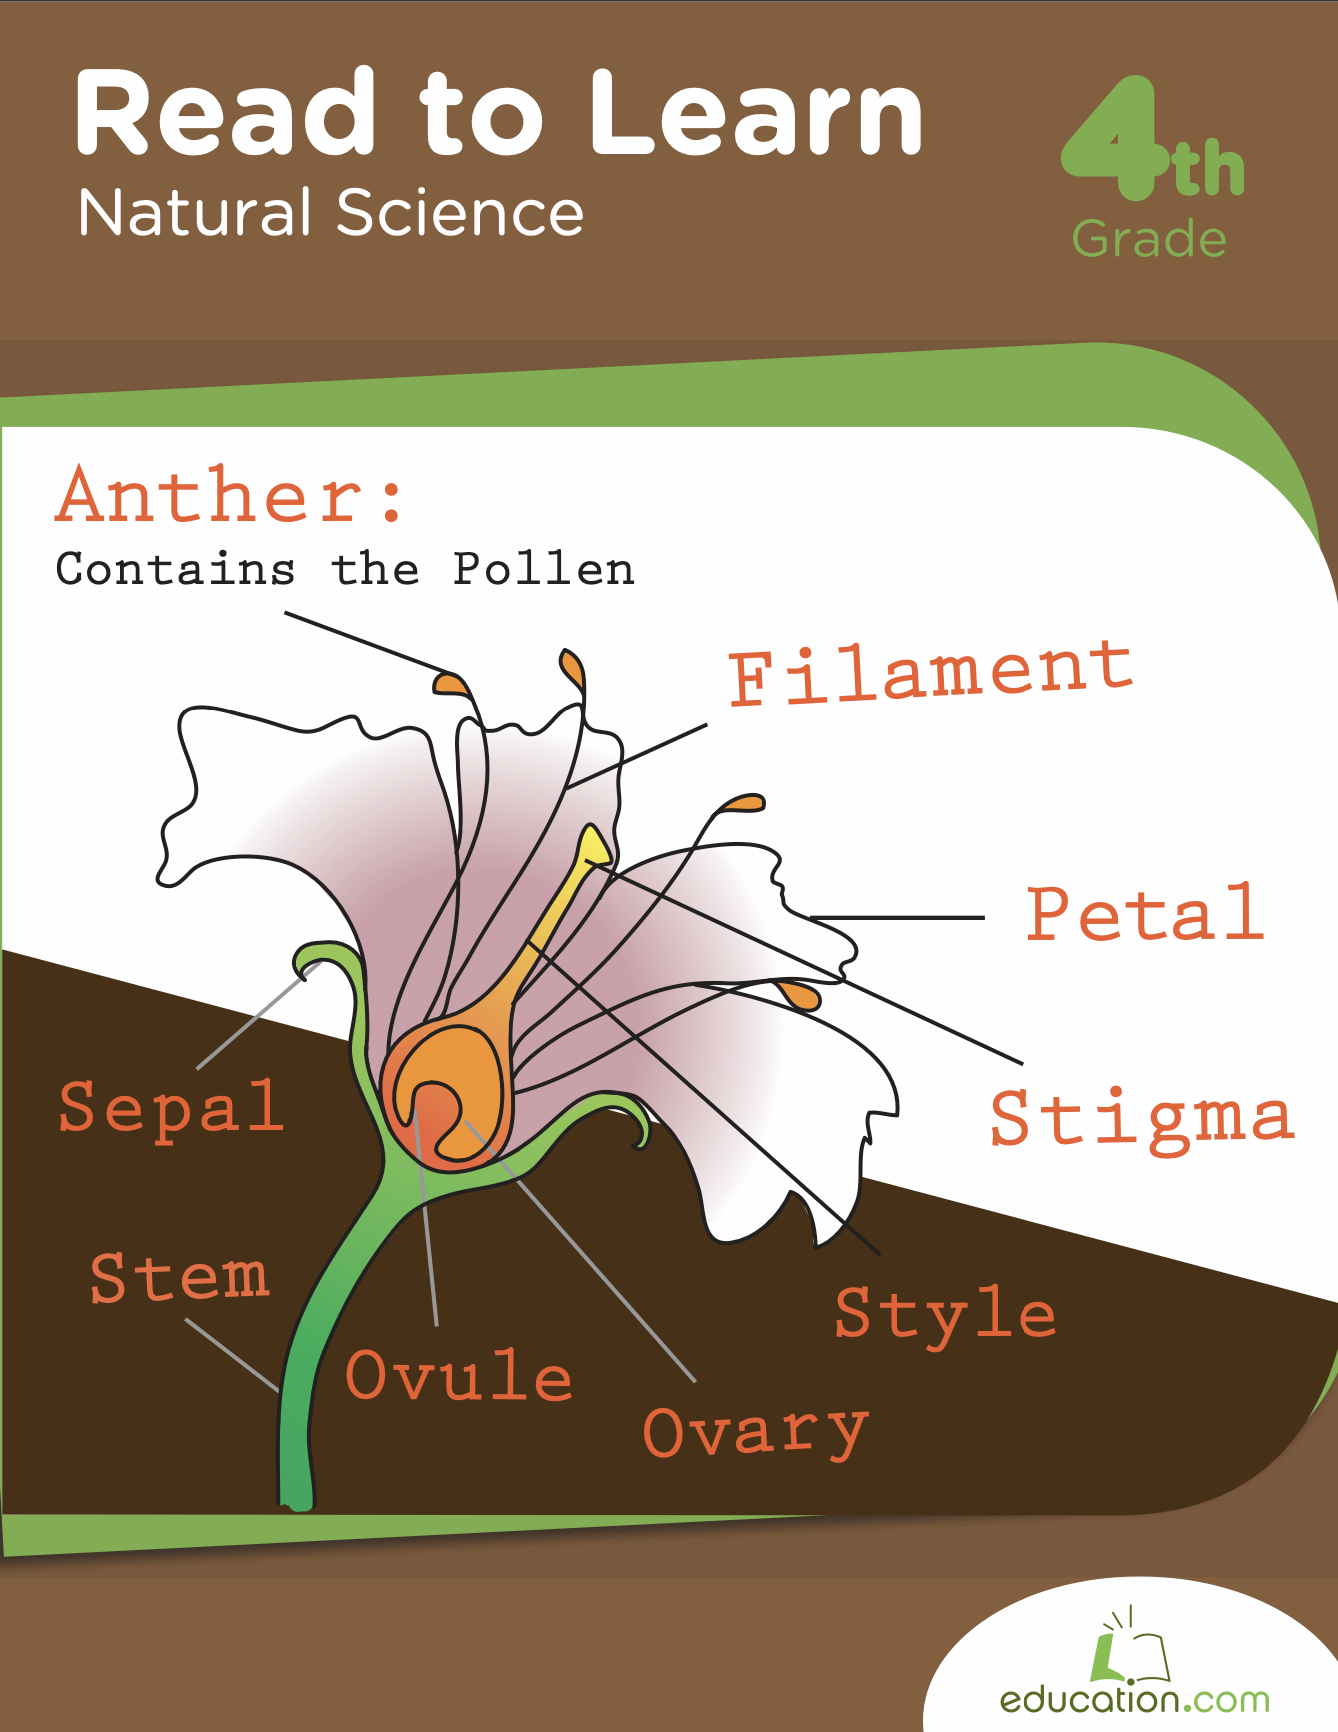 Read to Learn
Natural Science
4th
Grade
Anther:
Contains the Pollen
Filament
Petal
Sepal
Stigma
Stem
Style
Ovule
Ovary
education.com